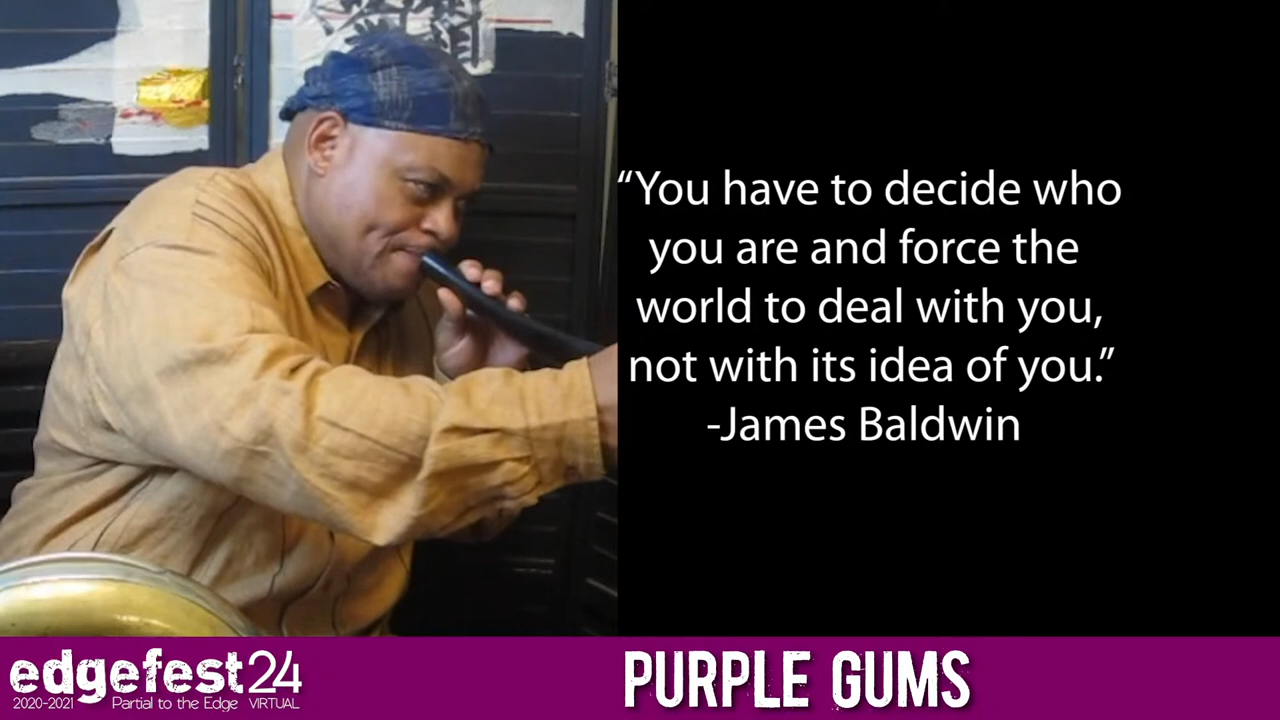 “You have to decide who
you are and force the
world to deal with you,
not with its idea of you.”
-James Baldwin
edgefest24
2020-2021 Partial to the Edge VIRTUAL
PURPLE GUMS